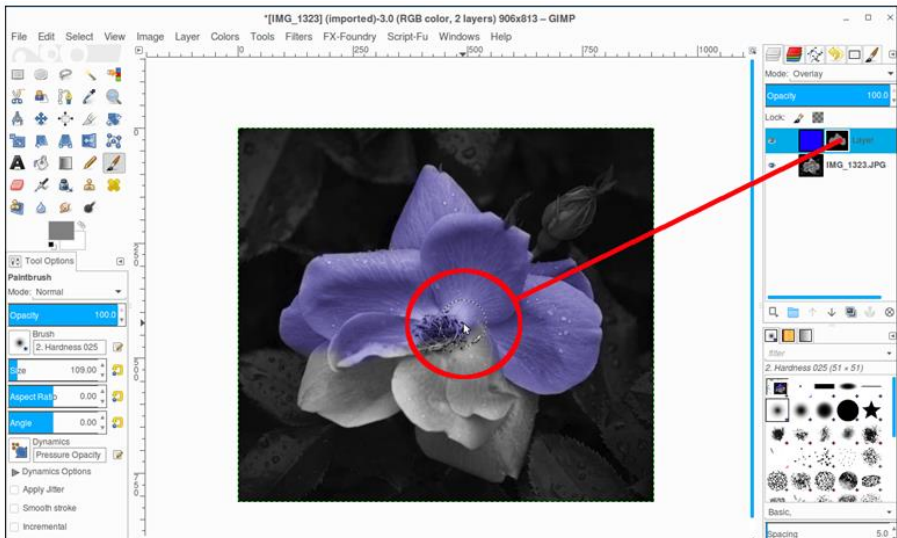 *[IMG_1323] (imported)-3.0 (RGB color, 2 layers) 906x813 – GIMP
File Edit Select View Image Layer Colors Tools Filters FX-Foundry Script-Fu Windows Help
0 250 500 750 1000
Mode: Overlay
Opacity 100.0
Lock:
Layer
IMG_1323.JPG
Tool Options
Paintbrush
Mode: Normal
Opacity 100.0
Brush
2. Hardness 025
Size 109.00
Aspect Ratio 0.00
Angle 0.00
Dynamics
Pressure Opacity
Dynamics Options
Apply Jitter
Smooth stroke
Incremental
filter
2. Hardness 025 (51 × 51)
Basic,
Spacing 5.0